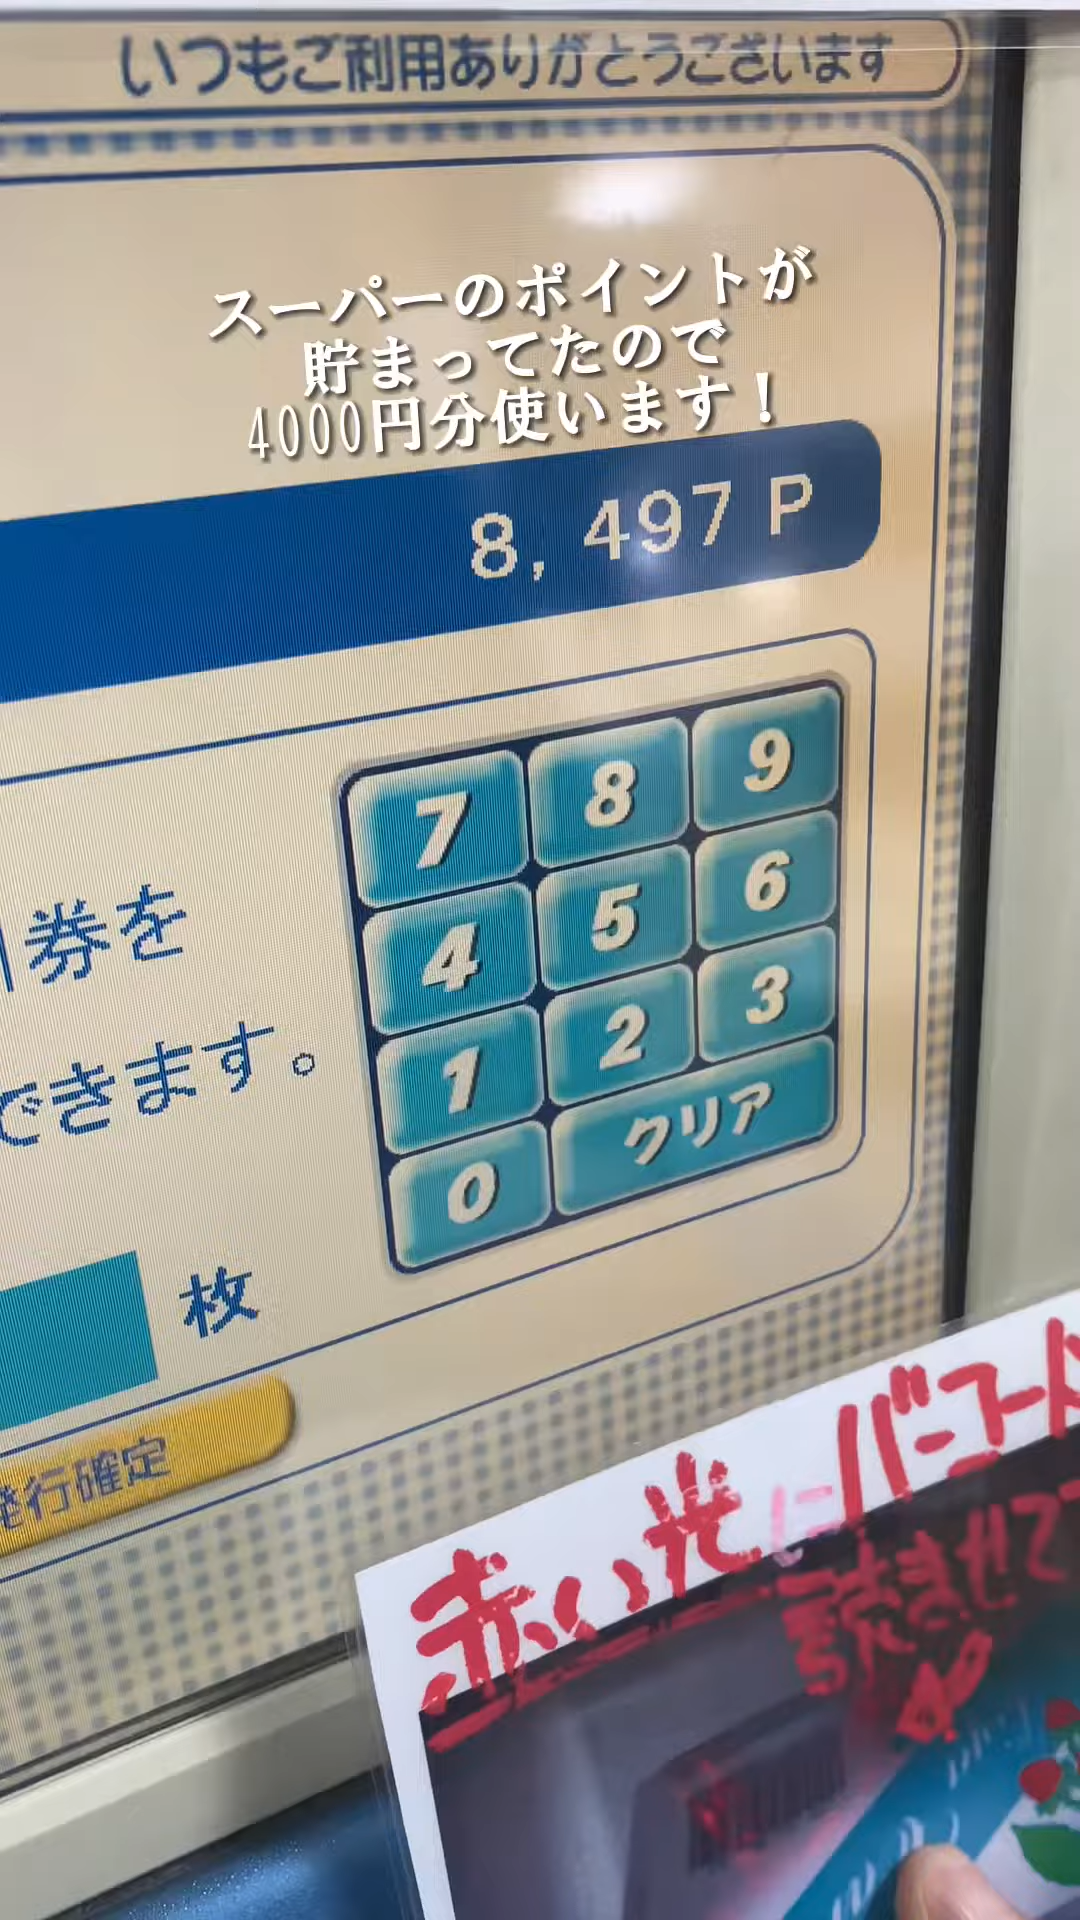 いつもご利用ありがとうございます
スーパーのポイントが
貯まってたので
4000円分使います！
8,497 P
7 8 9
券を
4 5 6
できます。
1 2 3
0 クリア
枚
発行確定
赤い光にバーコード
読ませて